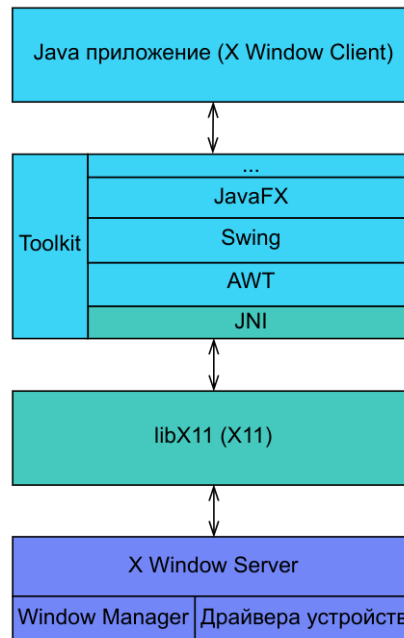 Java приложение (X Window Client)
...
JavaFX
Swing
Toolkit
AWT
JNI
libX11 (X11)
X Window Server
Window Manager
Драйвера устройств